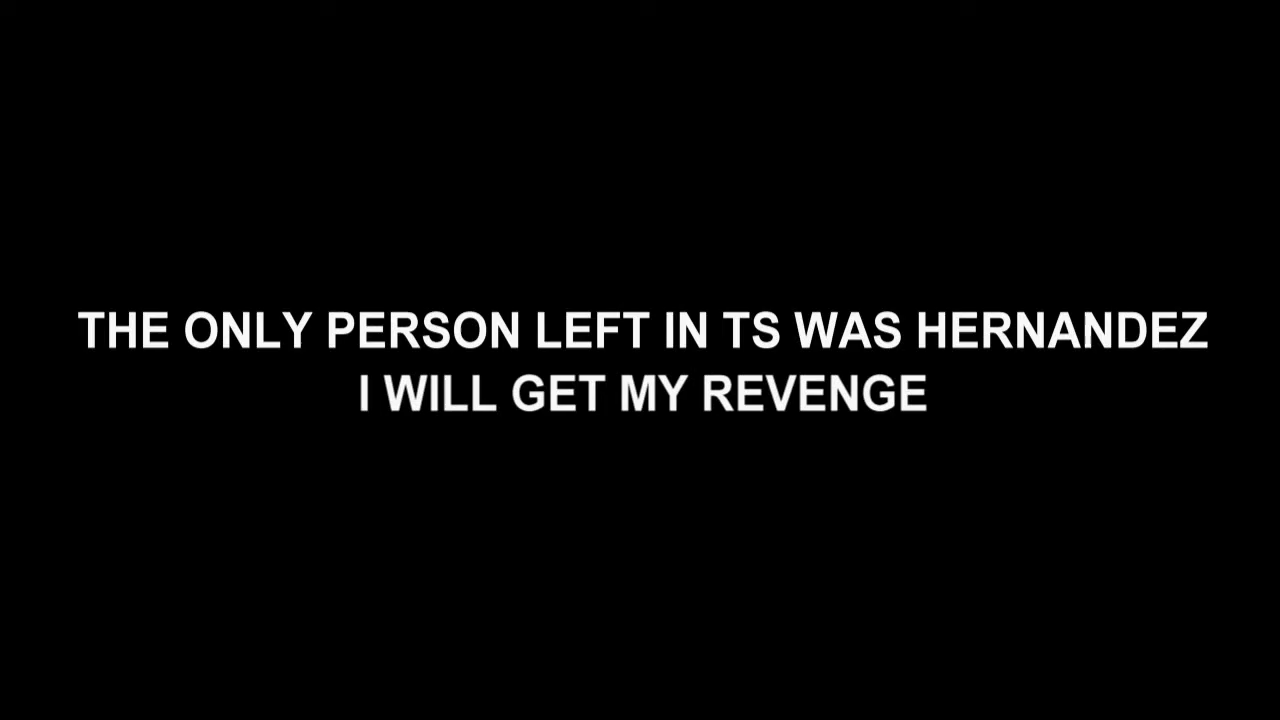 THE ONLY PERSON LEFT IN TS WAS HERNANDEZ
I WILL GET MY REVENGE